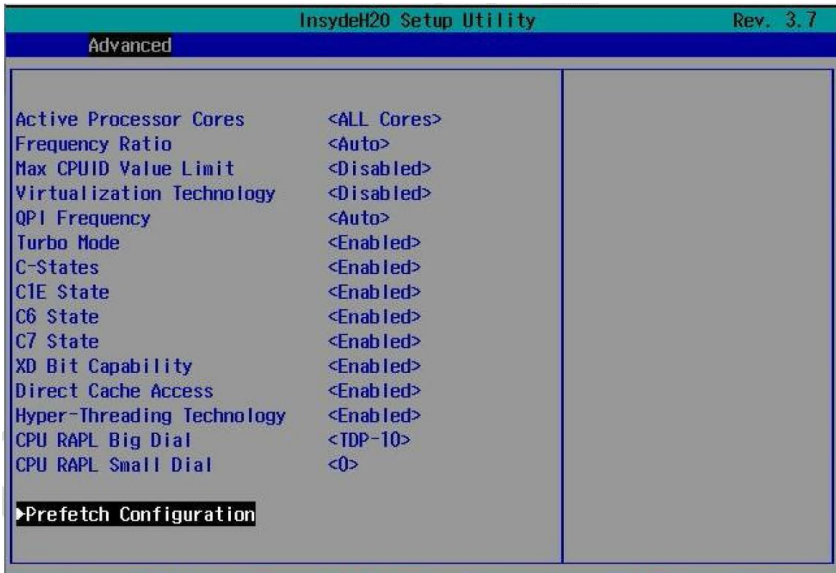 InsydeH20 Setup Utility Rev. 3.7
Advanced
Active Processor Cores <ALL Cores>
Frequency Ratio <Auto>
Max CPUID Value Limit <Disabled>
Virtualization Technology <Disabled>
QPI Frequency <Auto>
Turbo Mode <Enabled>
C-States <Enabled>
C1E State <Enabled>
C6 State <Enabled>
C7 State <Enabled>
XD Bit Capability <Enabled>
Direct Cache Access <Enabled>
Hyper-Threading Technology <Enabled>
CPU RAPL Big Dial <TDP-10>
CPU RAPL Small Dial <0>
▶Prefetch Configuration